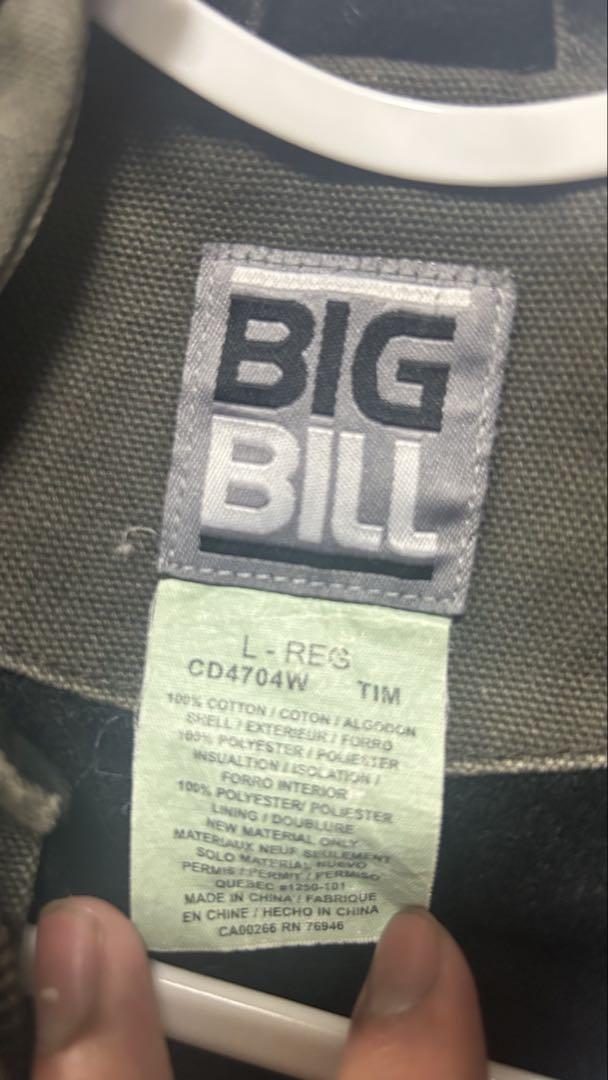 BIG
BILL
L - REG
CD4704W TIM
100% COTTON / COTON / ALGODON
SHELL / EXTERIEUR / FORRO
100% POLYESTER / POLIESTER
INSUALTION / ISOLATION /
FORRO INTERIOR
100% POLYESTER/ POLIESTER
LINING / DOUBLURE
NEW MATERIAL ONLY
MATERIAUX NEUF SEULEMENT
SOLO MATERIAL NUEVO
PERMIS / PERMIT / PERMISO
QUEBEC #1250-101
MADE IN CHINA / FABRIQUE
EN CHINE / HECHO IN CHINA
CA00266 RN 76946